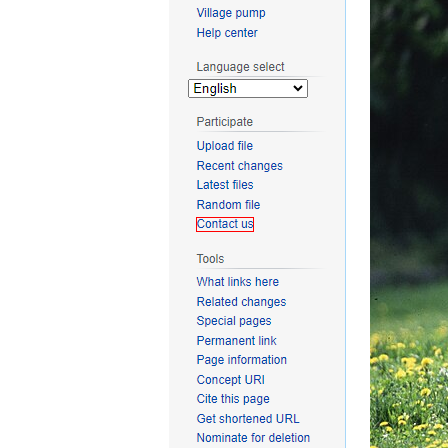 Village pump
Help center
Language select
English
Participate
Upload file
Recent changes
Latest files
Random file
Contact us
Tools
What links here
Related changes
Special pages
Permanent link
Page information
Concept URI
Cite this page
Get shortened URL
Nominate for deletion